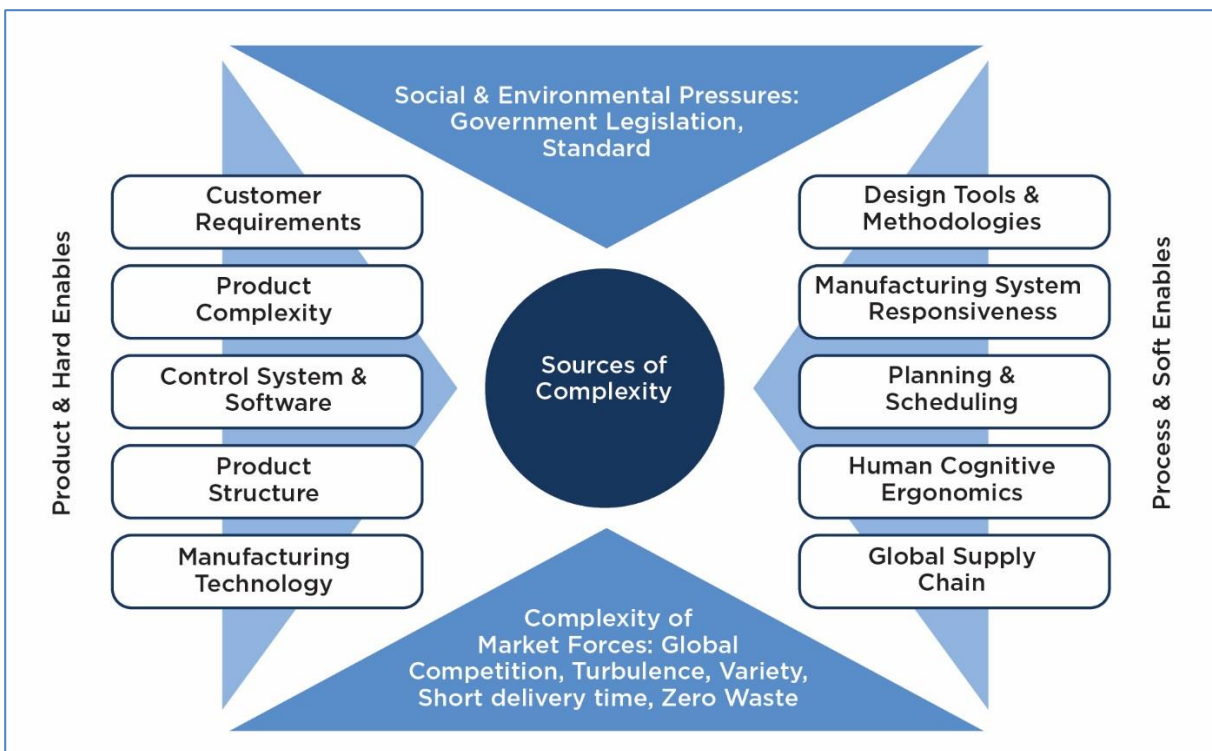 Social & Environmental Pressures:
Government Legislation,
Standard
Product & Hard Enables
Customer
Requirements
Product
Complexity
Control System &
Software
Product
Structure
Manufacturing
Technology
Sources of
Complexity
Design Tools &
Methodologies
Manufacturing System
Responsiveness
Planning &
Scheduling
Human Cognitive
Ergonomics
Global Supply
Chain
Process & Soft Enables
Complexity of
Market Forces: Global
Competition, Turbulence, Variety,
Short delivery time, Zero Waste